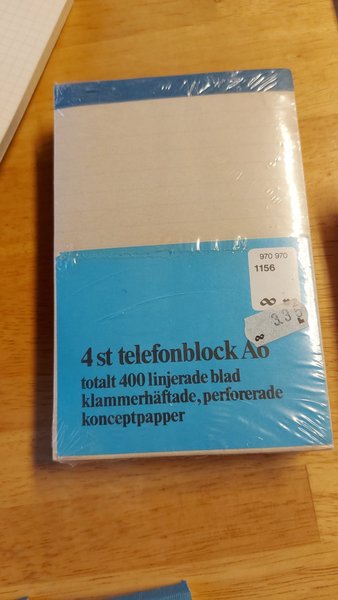 970 970
1156
4 st telefonblock A6
totalt 400 linjerade blad
klammerhäftade, perforerade
konceptpapper